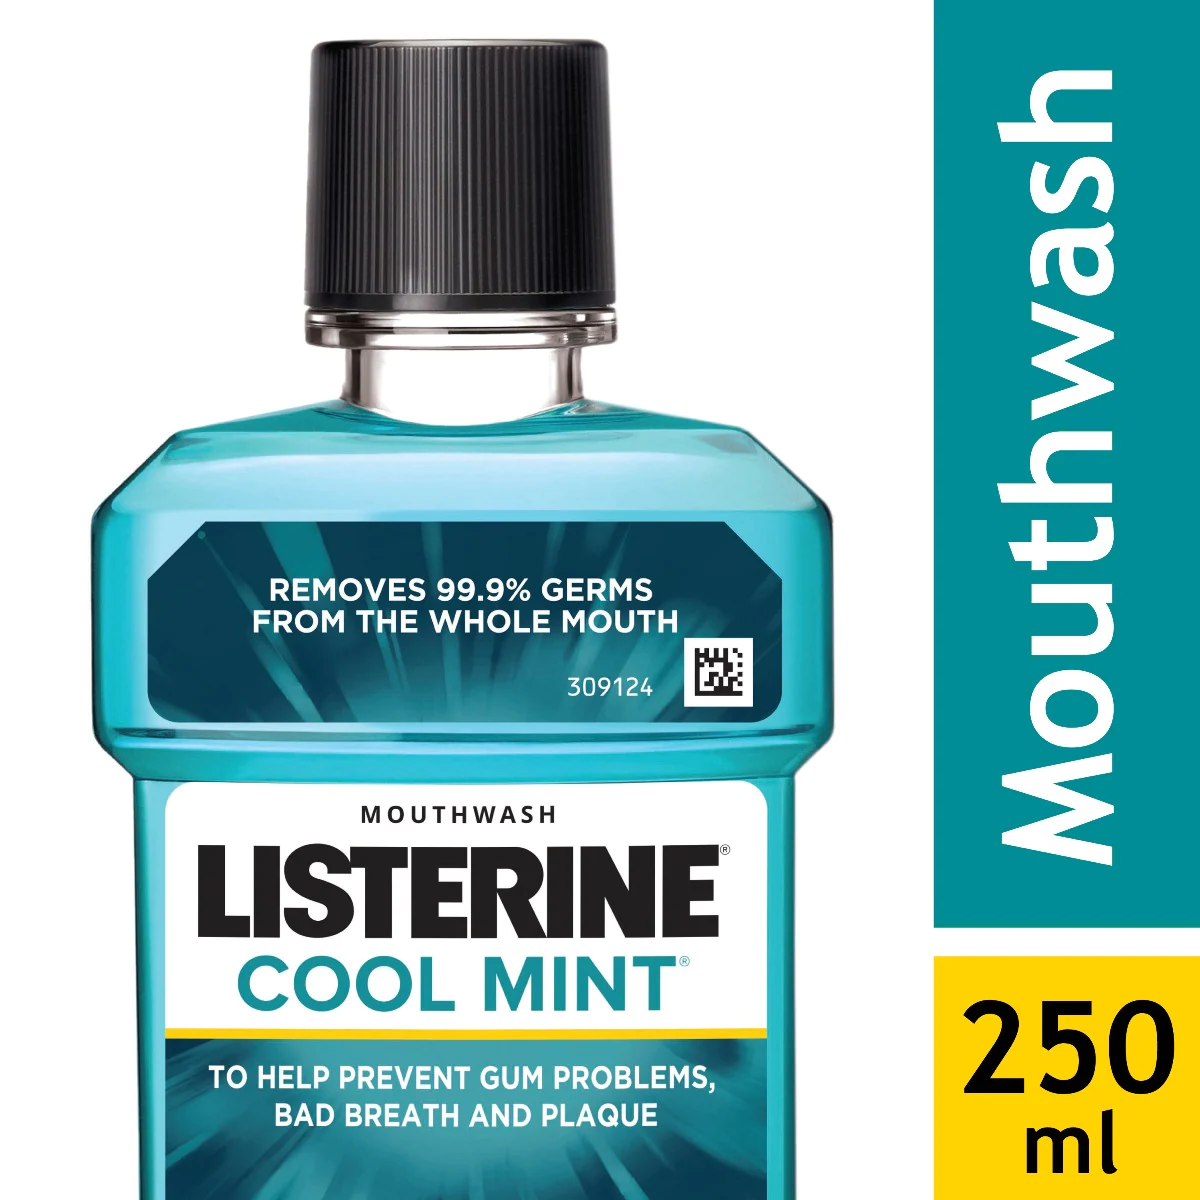 REMOVES 99.9% GERMS
FROM THE WHOLE MOUTH
309124
MOUTHWASH
LISTERINE®
COOL MINT®
TO HELP PREVENT GUM PROBLEMS,
BAD BREATH AND PLAQUE
Mouthwash
250
ml